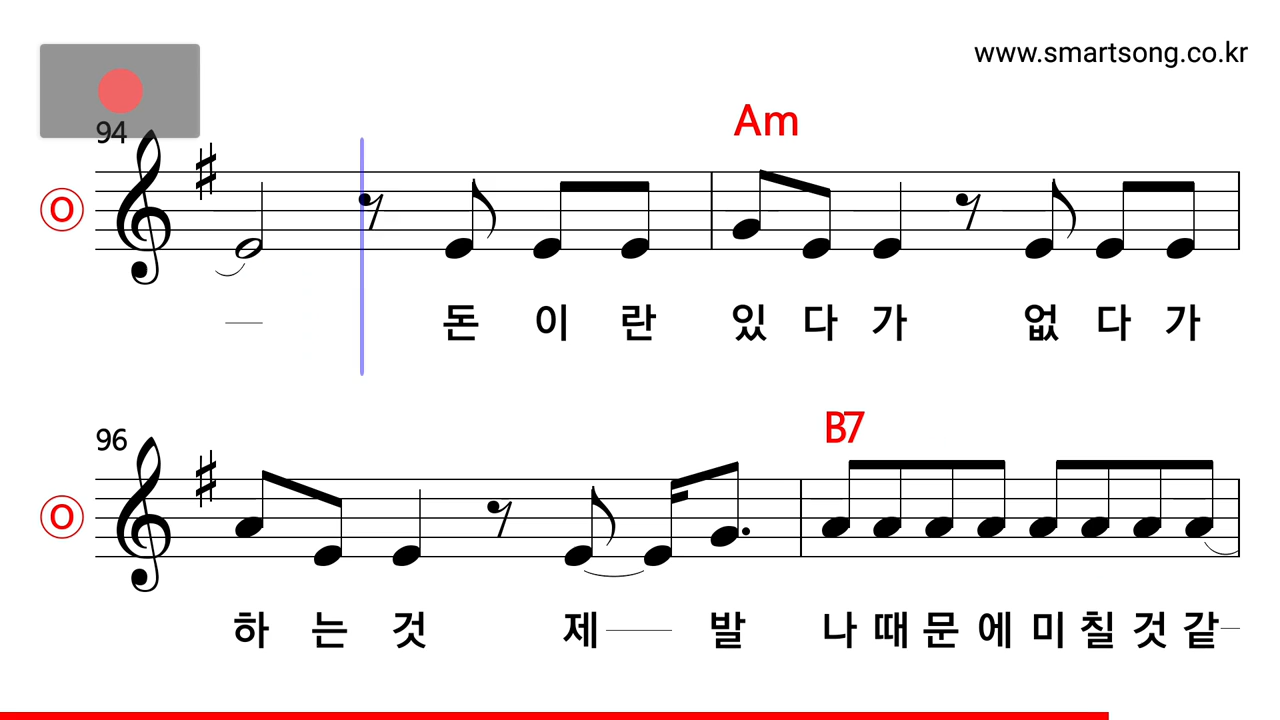 www.smartsong.co.kr
94
Am
O
돈 이 란 있 다 가 없 다 가
96
B7
O
하 는 것 제 발 나 때 문 에 미 칠 것 같